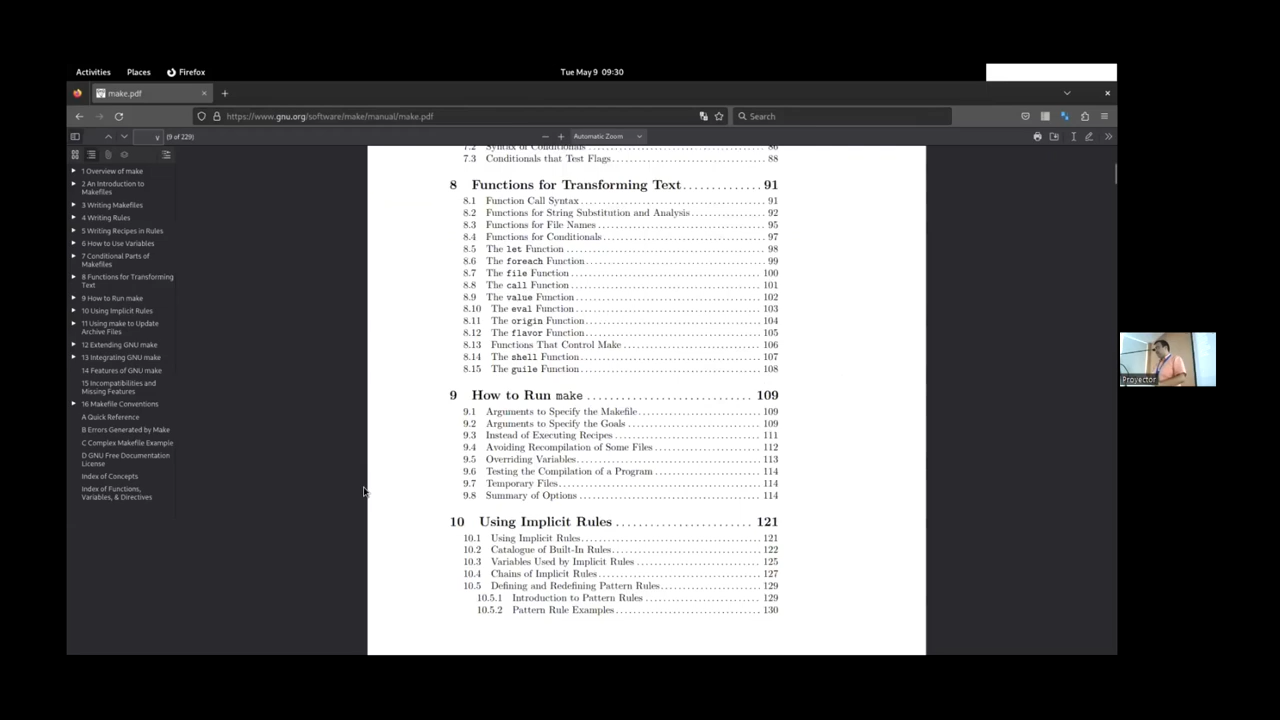 Activities Places Firefox Tue May 9 09:30
make.pdf
https://www.gnu.org/software/make/manual/make.pdf Search
v (9 of 229) Automatic Zoom
1 Overview of make
2 An Introduction to
Makefiles
3 Writing Makefiles
4 Writing Rules
5 Writing Recipes in Rules
6 How to Use Variables
7 Conditional Parts of
Makefiles
8 Functions for Transforming
Text
9 How to Run make
10 Using Implicit Rules
11 Using make to Update
Archive Files
12 Extending GNU make
13 Integrating GNU make
14 Features of GNU make
15 Incompatibilities and
Missing Features
16 Makefile Conventions
A Quick Reference
B Errors Generated by Make
C Complex Makefile Example
D GNU Free Documentation
License
Index of Concepts
Index of Functions,
Variables, & Directives
7.2 Syntax of Conditionals 86
7.3 Conditionals that Test Flags 88
8 Functions for Transforming Text 91
8.1 Function Call Syntax 91
8.2 Functions for String Substitution and Analysis 92
8.3 Functions for File Names 95
8.4 Functions for Conditionals 97
8.5 The let Function 98
8.6 The foreach Function 99
8.7 The file Function 100
8.8 The call Function 101
8.9 The value Function 102
8.10 The eval Function 103
8.11 The origin Function 104
8.12 The flavor Function 105
8.13 Functions That Control Make 106
8.14 The shell Function 107
8.15 The guile Function 108
9 How to Run make 109
9.1 Arguments to Specify the Makefile 109
9.2 Arguments to Specify the Goals 109
9.3 Instead of Executing Recipes 111
9.4 Avoiding Recompilation of Some Files 112
9.5 Overriding Variables 113
9.6 Testing the Compilation of a Program 114
9.7 Temporary Files 114
9.8 Summary of Options 114
10 Using Implicit Rules 121
10.1 Using Implicit Rules 121
10.2 Catalogue of Built-In Rules 122
10.3 Variables Used by Implicit Rules 125
10.4 Chains of Implicit Rules 127
10.5 Defining and Redefining Pattern Rules 129
10.5.1 Introduction to Pattern Rules 129
10.5.2 Pattern Rule Examples 130
Proyector